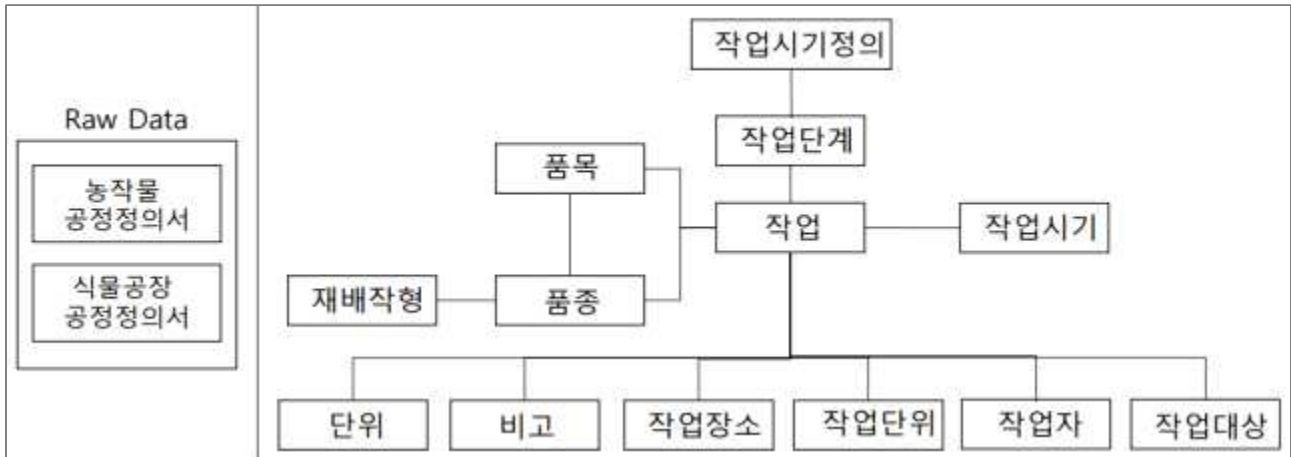 Raw Data
농작물
공정정의서
식물공장
공정정의서
작업시기정의
작업단계
품목
작업
작업시기
재배작형
품종
단위
비고
작업장소
작업단위
작업자
작업대상